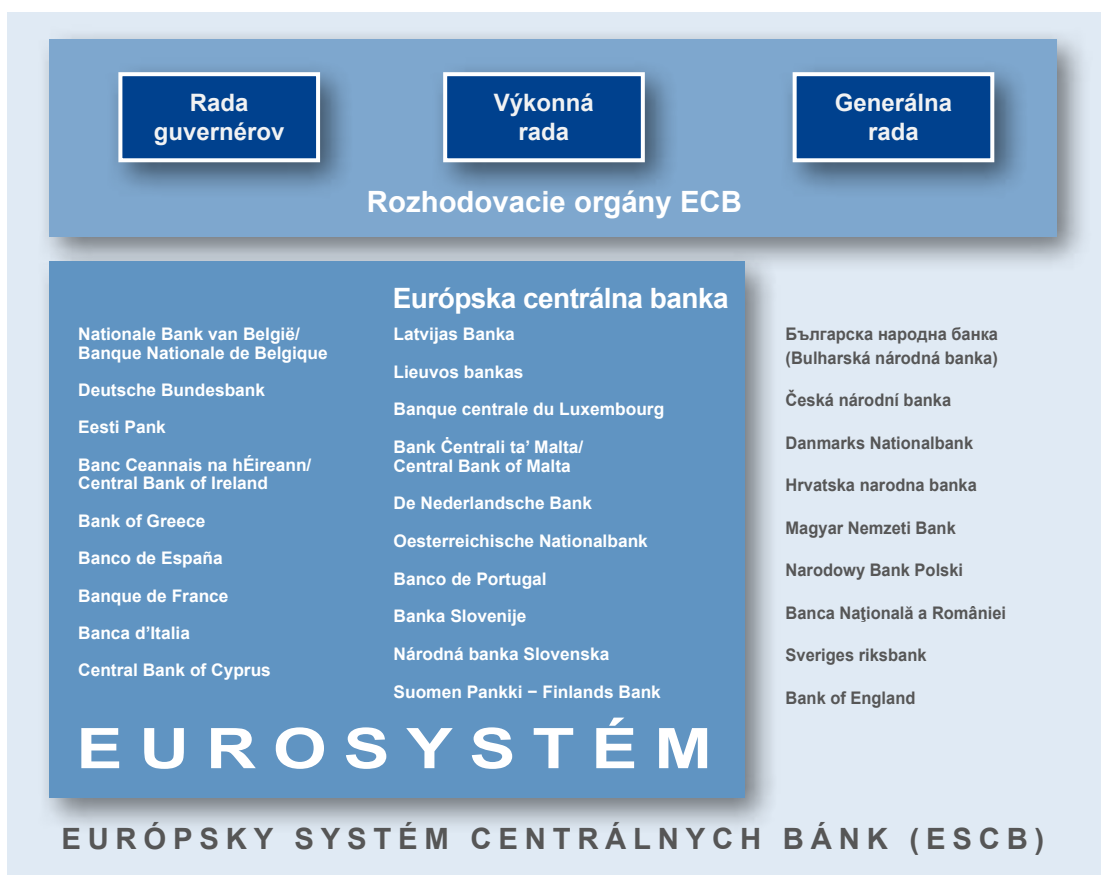 Rada
guvernérov
Výkonná
rada
Generálna
rada
Rozhodovacie orgány ECB
Európska centrálna banka
Nationale Bank van België/
Banque Nationale de Belgique
Deutsche Bundesbank
Eesti Pank
Banc Ceannais na hÉireann/
Central Bank of Ireland
Bank of Greece
Banco de España
Banque de France
Banca d’Italia
Central Bank of Cyprus
Latvijas Banka
Lieuvos bankas
Banque centrale du Luxembourg
Bank Ċentrali ta’ Malta/
Central Bank of Malta
De Nederlandsche Bank
Oesterreichische Nationalbank
Banco de Portugal
Banka Slovenije
Národná banka Slovenska
Suomen Pankki – Finlands Bank
Българска народна банка
(Bulharská národná banka)
Česká národní banka
Danmarks Nationalbank
Hrvatska narodna banka
Magyar Nemzeti Bank
Narodowy Bank Polski
Banca Naţională a României
Sveriges riksbank
Bank of England
EUROSYSTÉM
EURÓPSKY SYSTÉM CENTRÁLNYCH BÁNK (ESCB)